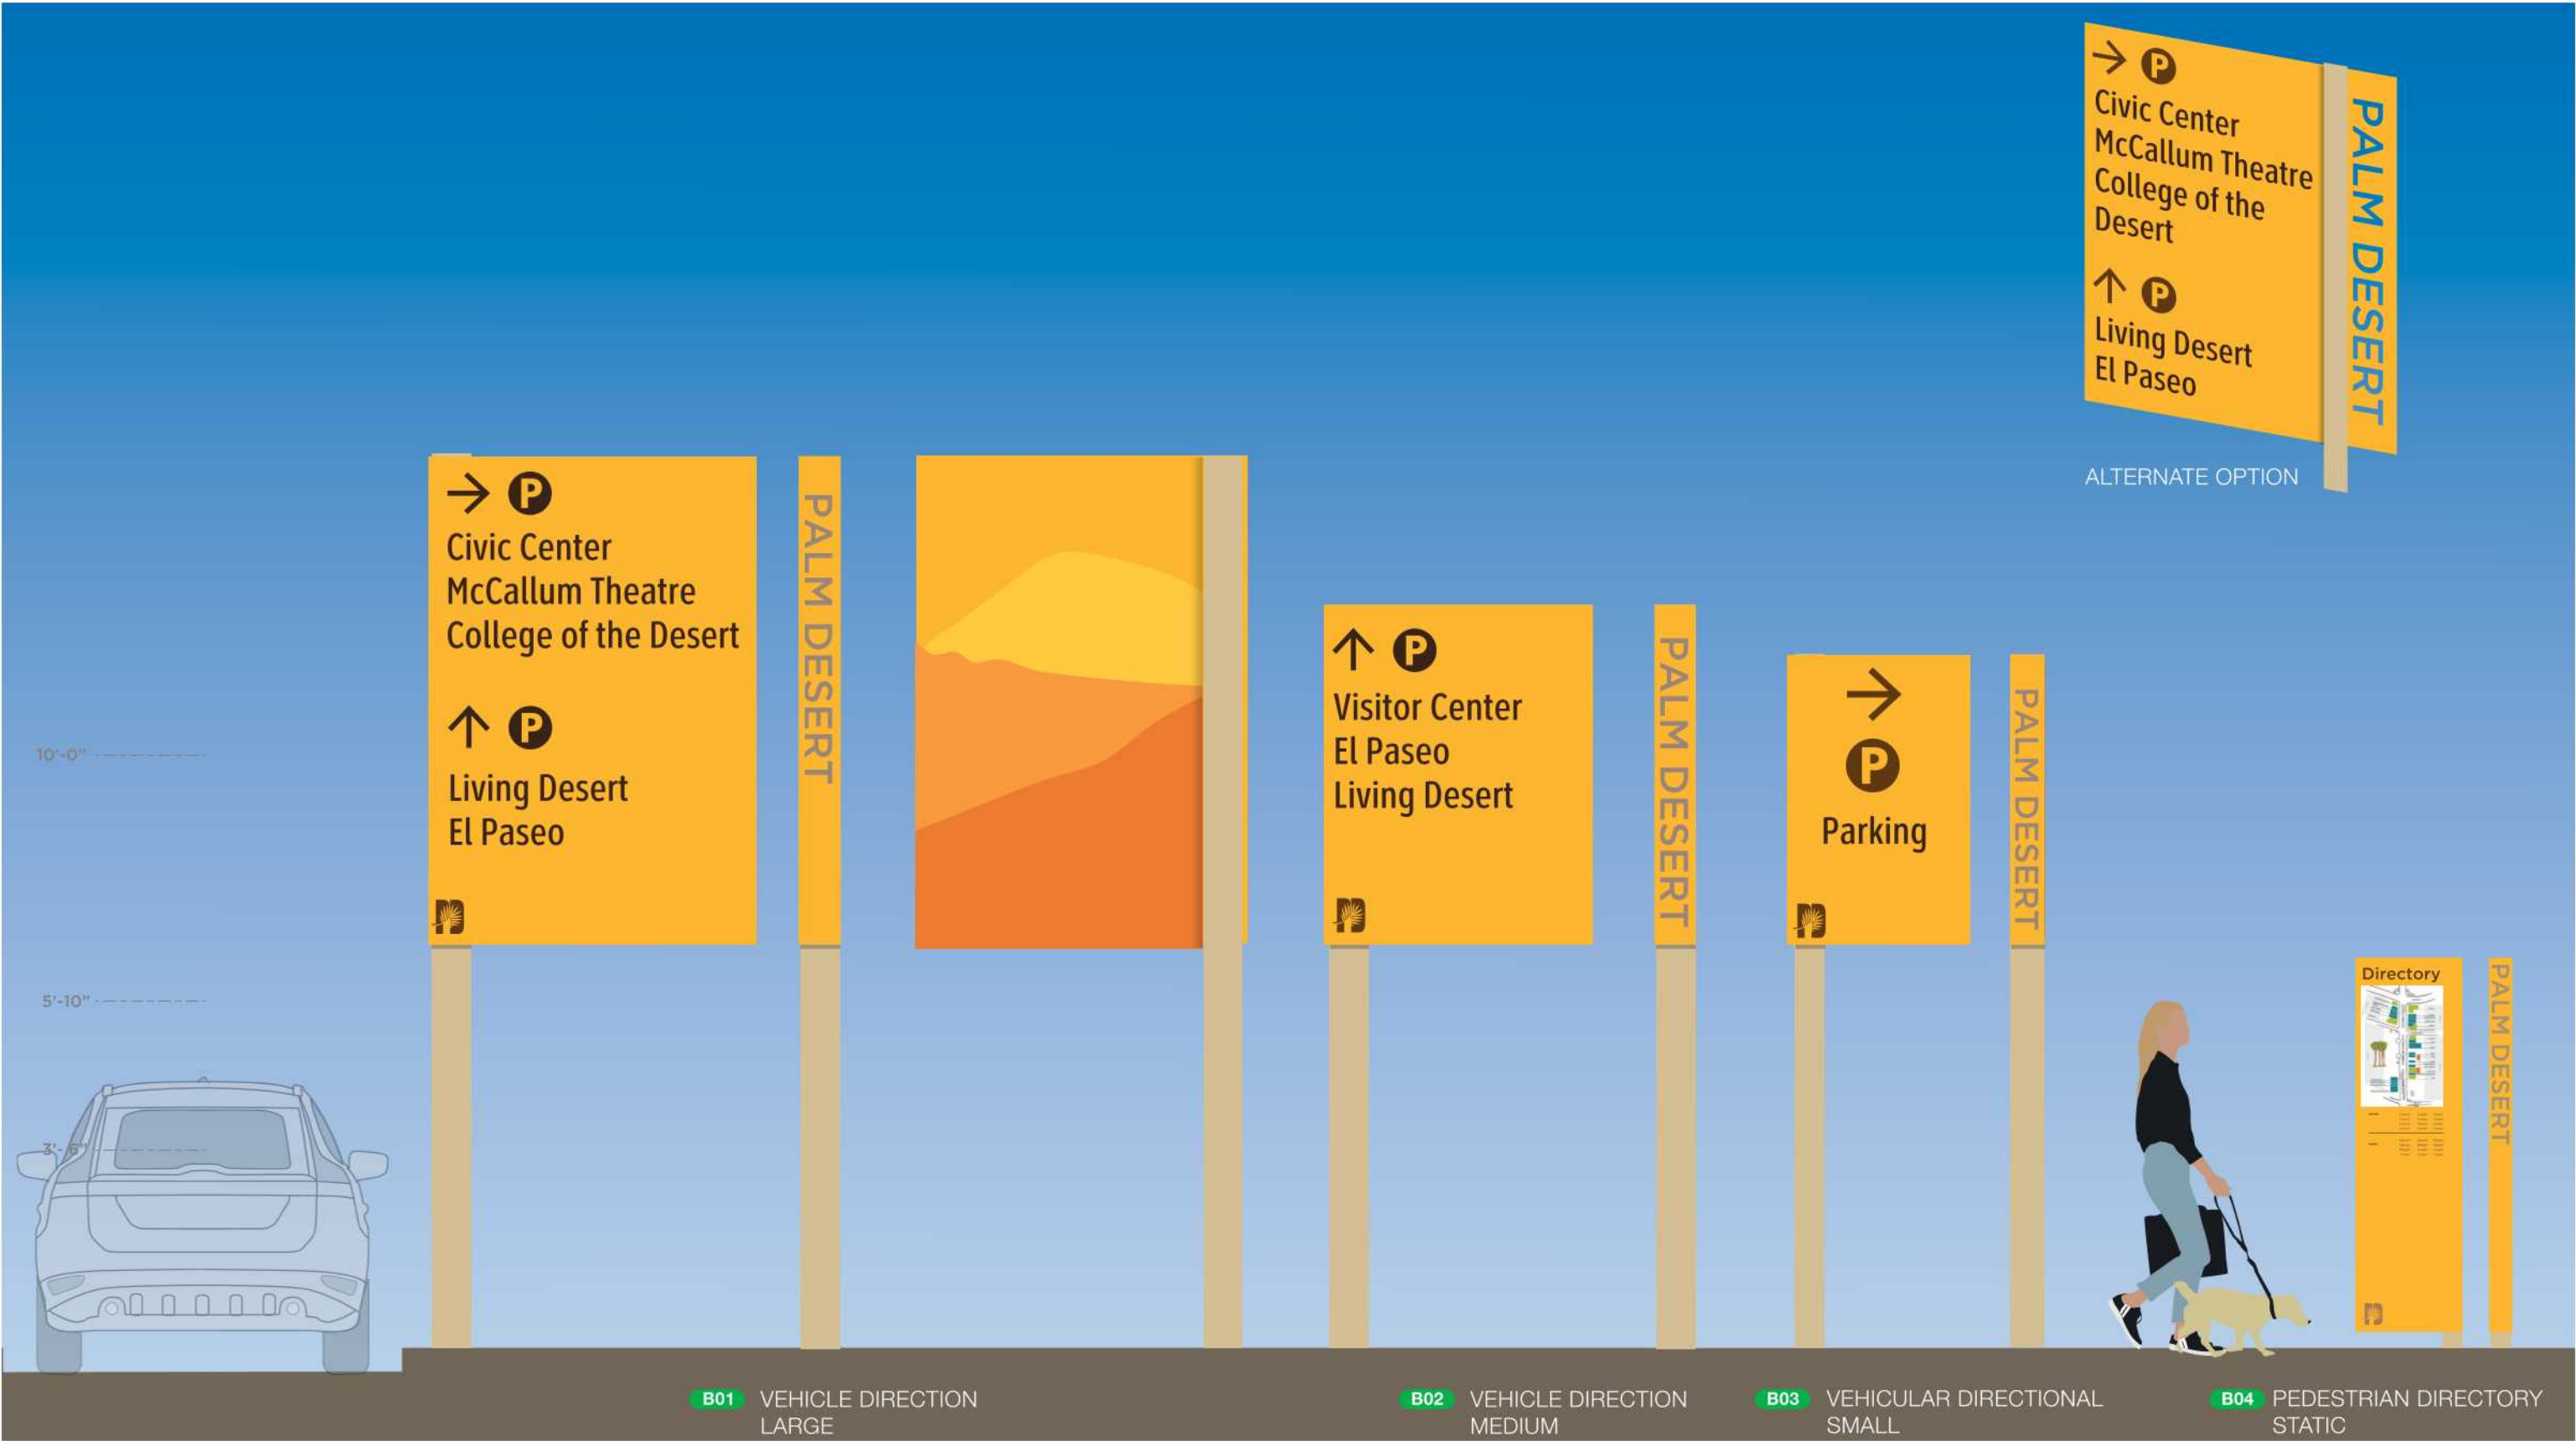 → P
Civic Center
McCallum Theatre
College of the
Desert
↑ P
Living Desert
El Paseo
PALM DESERT
ALTERNATE OPTION
→ P
Civic Center
McCallum Theatre
College of the Desert
↑ P
Living Desert
El Paseo
PALM DESERT
↑ P
Visitor Center
El Paseo
Living Desert
PALM DESERT
→
P
Parking
PALM DESERT
Directory
PALM DESERT
10'-0"
5'-10"
3'-6"
B01 VEHICLE DIRECTION
LARGE
B02 VEHICLE DIRECTION
MEDIUM
B03 VEHICULAR DIRECTIONAL
SMALL
B04 PEDESTRIAN DIRECTORY
STATIC